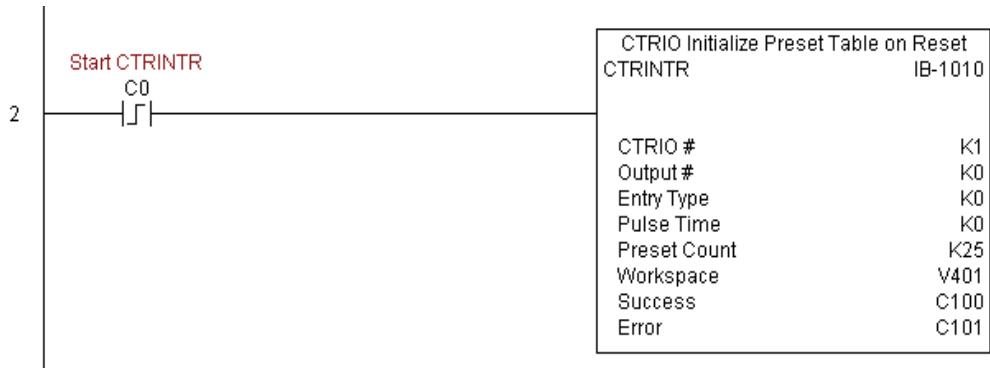 Start CTRINTR
C0
2
CTRIO Initialize Preset Table on Reset
CTRINTR IB-1010
CTRIO # K1
Output # K0
Entry Type K0
Pulse Time K0
Preset Count K25
Workspace V401
Success C100
Error C101